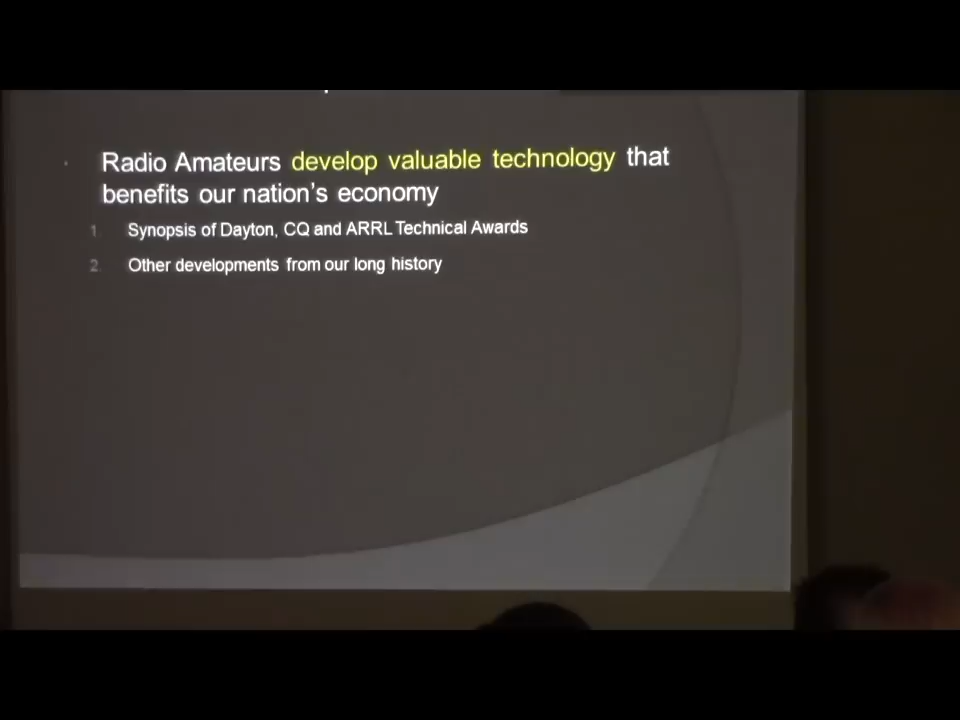 Radio Amateurs develop valuable technology that
benefits our nation's economy
1. Synopsis of Dayton, CQ and ARRL Technical Awards
2. Other developments from our long history